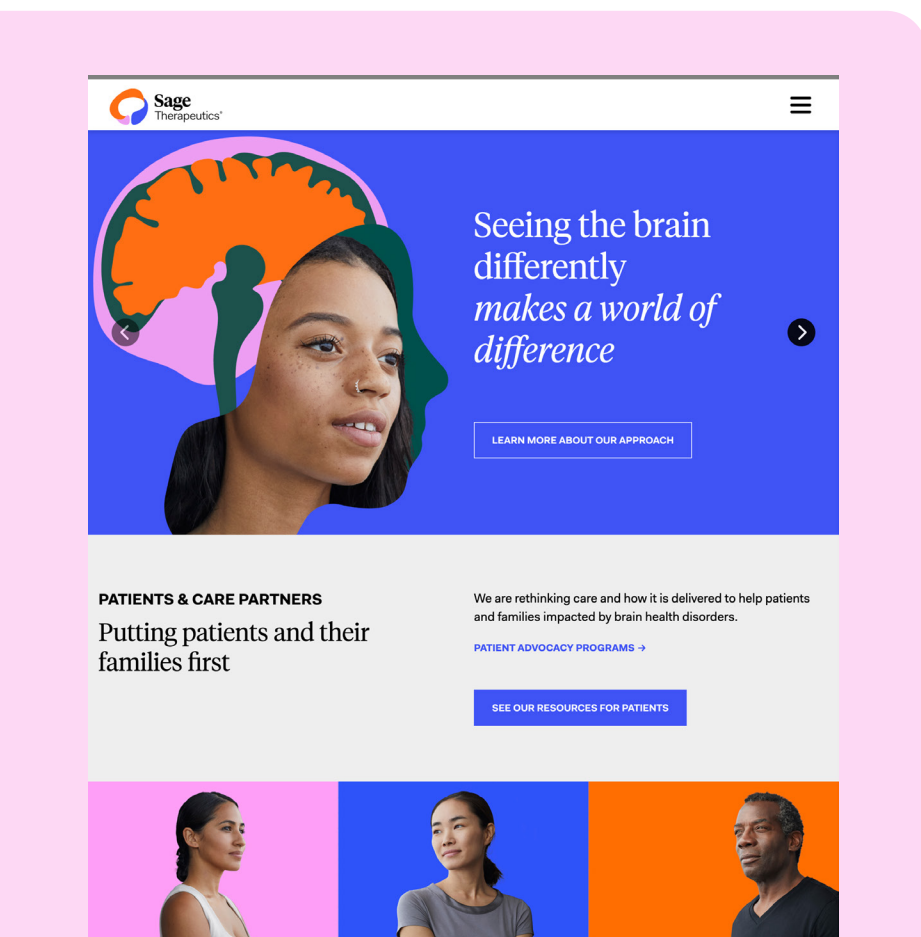 Sage
Therapeutics®
Seeing the brain
differently
makes a world of
difference
LEARN MORE ABOUT OUR APPROACH
PATIENTS & CARE PARTNERS
Putting patients and their
families first
We are rethinking care and how it is delivered to help patients
and families impacted by brain health disorders.
PATIENT ADVOCACY PROGRAMS →
SEE OUR RESOURCES FOR PATIENTS